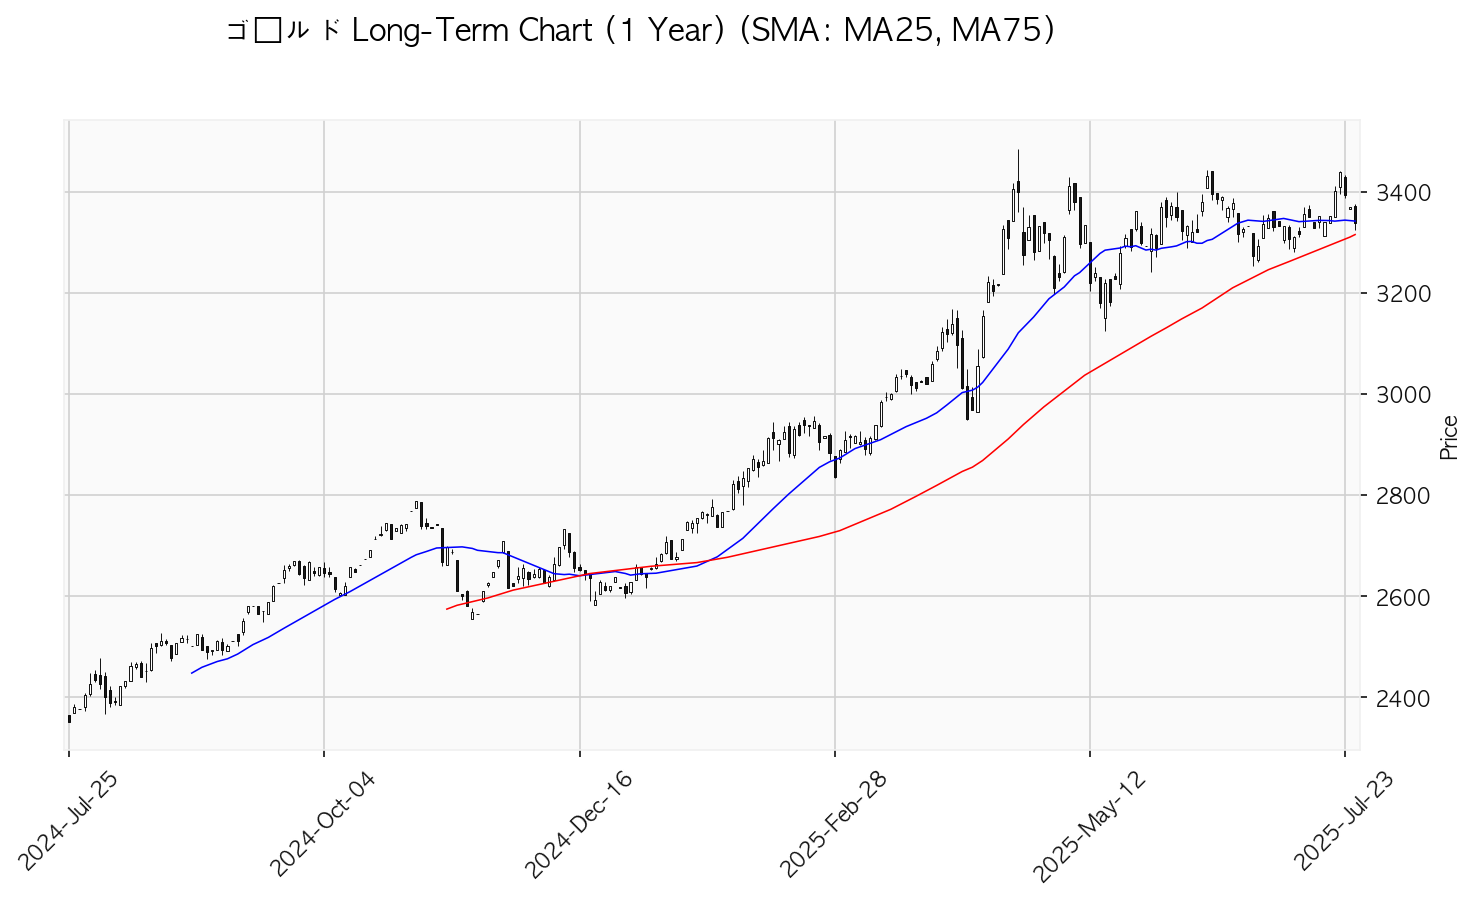 ゴ□ルド Long-Term Chart (1 Year) (SMA: MA25, MA75)
3400
3200
3000
2800
2600
2400
Price
2024-Jul-25
2024-Oct-04
2024-Dec-16
2025-Feb-28
2025-May-12
2025-Jul-23